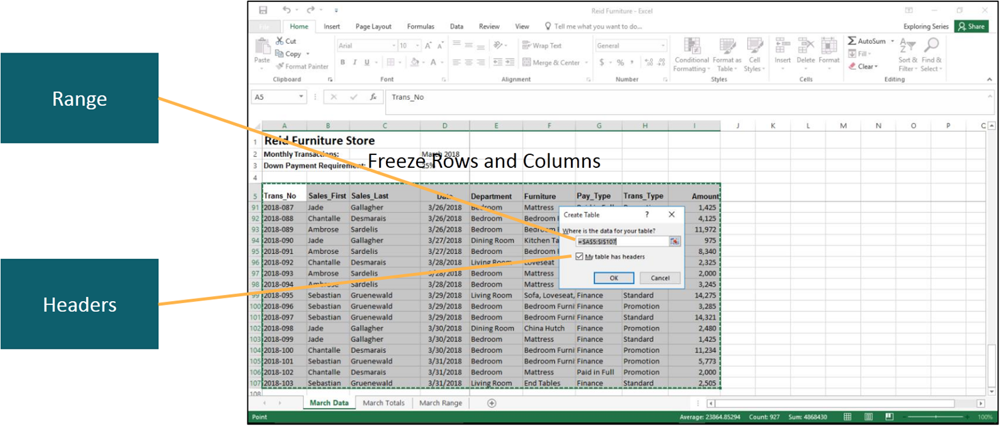 Range
Headers
Freeze Rows and Columns
Reid Furniture - Excel
File Home Insert Page Layout Formulas Data Review View Tell me what you want to do... Exploring Series Share
Cut
Copy
Format Painter
Paste
Clipboard
Arial 10
B I U
Font
Wrap Text
Merge & Center
Alignment
General
$ % ,
Number
Conditional Formatting
Format as Table
Cell Styles
Styles
Insert Delete Format
Cells
AutoSum
Fill
Clear
Sort & Filter
Find & Select
Editing
A5 fx Trans_No
A B C D E F G H I J K L M N O P Q
1 Reid Furniture Store
2 Monthly Transactions: March 2018
3 Down Payment Requirement: 25%
4
5 Trans_No Sales_First Sales_Last Date Department Furniture Pay_Type Trans_Type Amount
91 2018-087 Jade Gallagher 3/26/2018 Bedroom Mattress Paid in Full Promotion 1,425
92 2018-088 Chantalle Desmarais 3/26/2018 Bedroom Bedroom 4,125
93 2018-089 Ambrose Sardelis 3/26/2018 Bedroom Bedroom 11,972
94 2018-090 Jade Gallagher 3/27/2018 Dining Room Kitchen Ta 975
95 2018-091 Ambrose Sardelis 3/27/2018 Bedroom Bedroom 8,340
96 2018-092 Chantalle Desmarais 3/28/2018 Living Room Loveseat 2,325
97 2018-093 Ambrose Sardelis 3/28/2018 Bedroom Mattress 2,000
98 2018-094 Ambrose Sardelis 3/28/2018 Bedroom Mattress 3,245
99 2018-095 Sebastian Gruenewald 3/29/2018 Living Room Sofa, Loveseat, Finance Standard 14,275
100 2018-096 Sebastian Gruenewald 3/29/2018 Bedroom Bedroom Furni Finance Promotion 3,285
101 2018-097 Sebastian Gruenewald 3/29/2018 Bedroom Bedroom Furni Finance Standard 14,321
102 2018-098 Jade Gallagher 3/30/2018 Dining Room China Hutch Finance Promotion 2,480
103 2018-099 Jade Gallagher 3/30/2018 Bedroom Mattress Finance Standard 1,425
104 2018-100 Chantalle Desmarais 3/30/2018 Bedroom Bedroom Furni Finance Promotion 11,234
105 2018-101 Sebastian Gruenewald 3/31/2018 Bedroom Bedroom Furni Finance Promotion 5,773
106 2018-102 Chantalle Desmarais 3/31/2018 Bedroom Mattress Paid in Full Promotion 2,000
107 2018-103 Sebastian Gruenewald 3/31/2018 Living Room End Tables Finance Standard 2,505
108
Create Table ?
Where is the data for your table?
=$A$5:$I$107
My table has headers
OK Cancel
March Data March Totals March Range
Point Average: 23864.85294 Count: 927 Sum: 4868430 100%